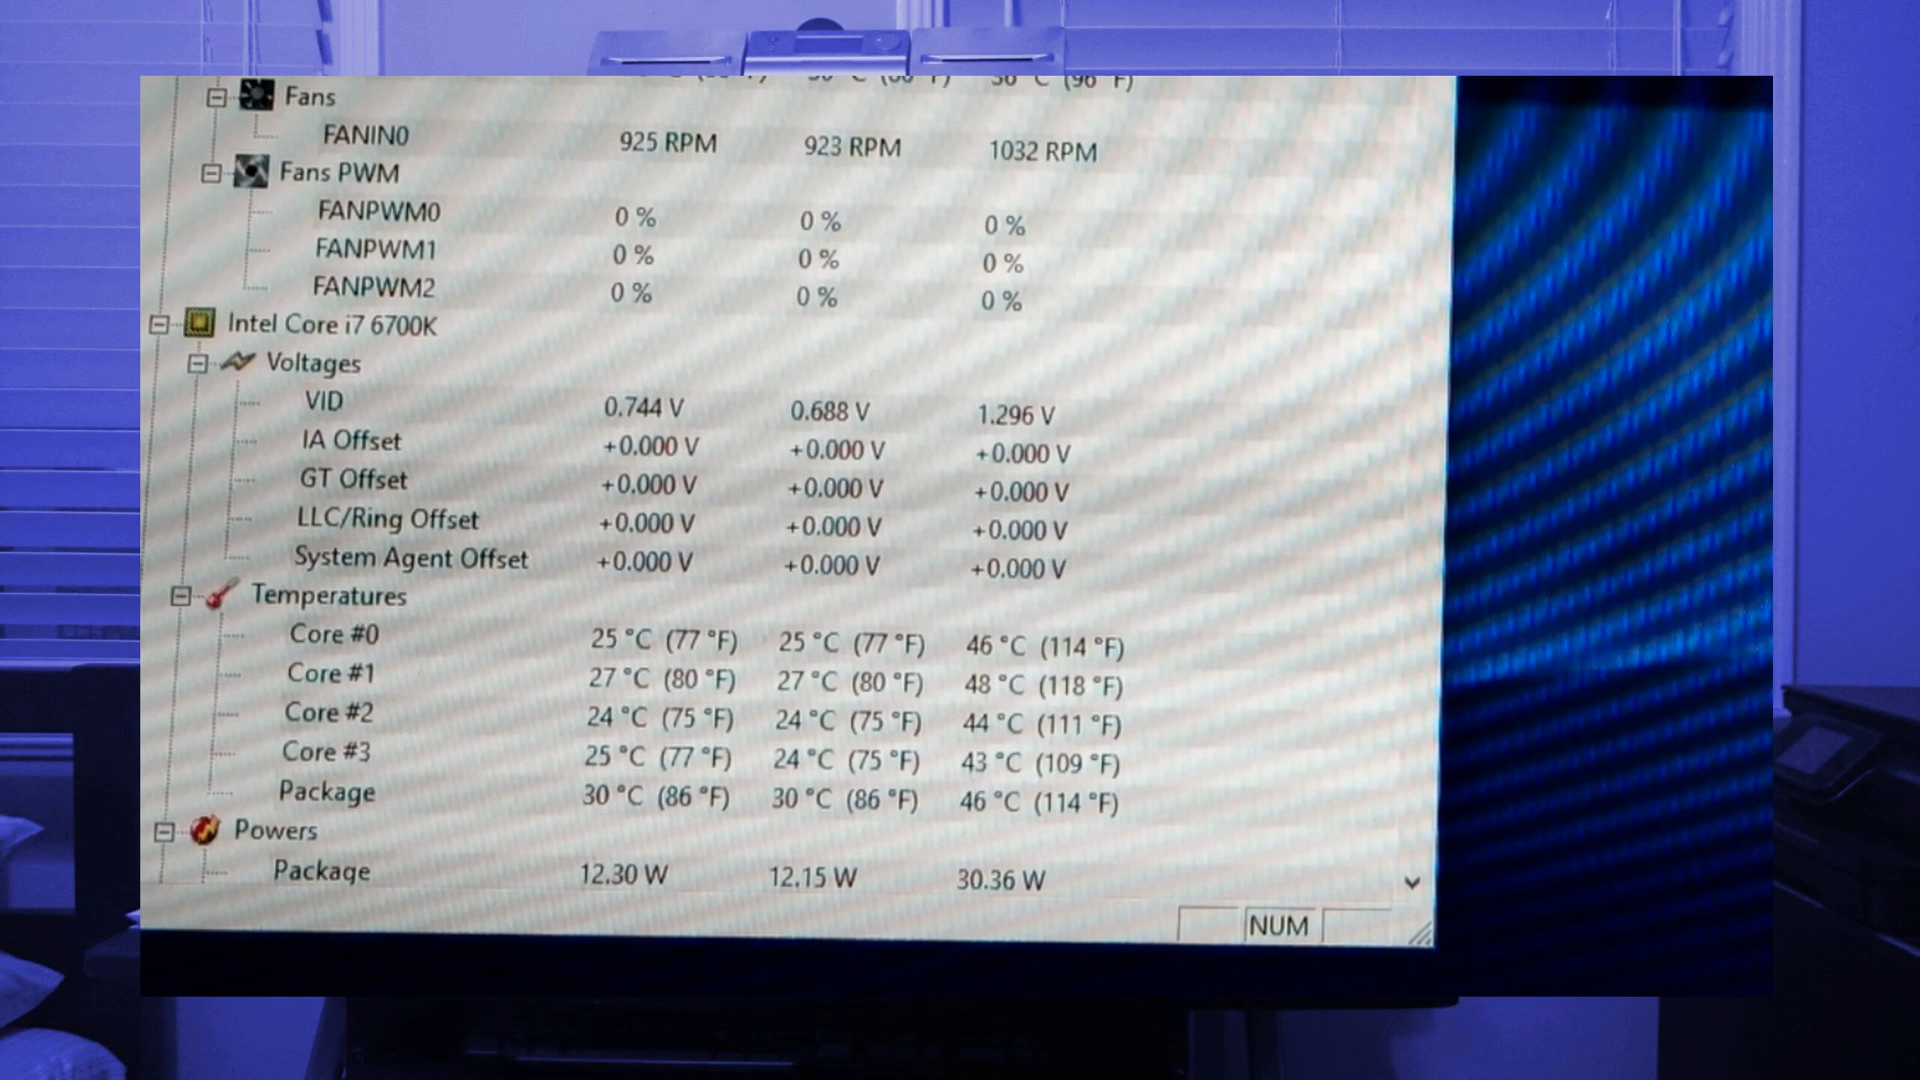 36 °C (96 °F)
Fans
FANIN0 925 RPM 923 RPM 1032 RPM
Fans PWM
FANPWM0 0 % 0 % 0 %
FANPWM1 0 % 0 % 0 %
FANPWM2 0 % 0 % 0 %
Intel Core i7 6700K
Voltages
VID 0.744 V 0.688 V 1.296 V
IA Offset +0.000 V +0.000 V +0.000 V
GT Offset +0.000 V +0.000 V +0.000 V
LLC/Ring Offset +0.000 V +0.000 V +0.000 V
System Agent Offset +0.000 V +0.000 V +0.000 V
Temperatures
Core #0 25 °C (77 °F) 25 °C (77 °F) 46 °C (114 °F)
Core #1 27 °C (80 °F) 27 °C (80 °F) 48 °C (118 °F)
Core #2 24 °C (75 °F) 24 °C (75 °F) 44 °C (111 °F)
Core #3 25 °C (77 °F) 24 °C (75 °F) 43 °C (109 °F)
Package 30 °C (86 °F) 30 °C (86 °F) 46 °C (114 °F)
Powers
Package 12.30 W 12.15 W 30.36 W
NUM